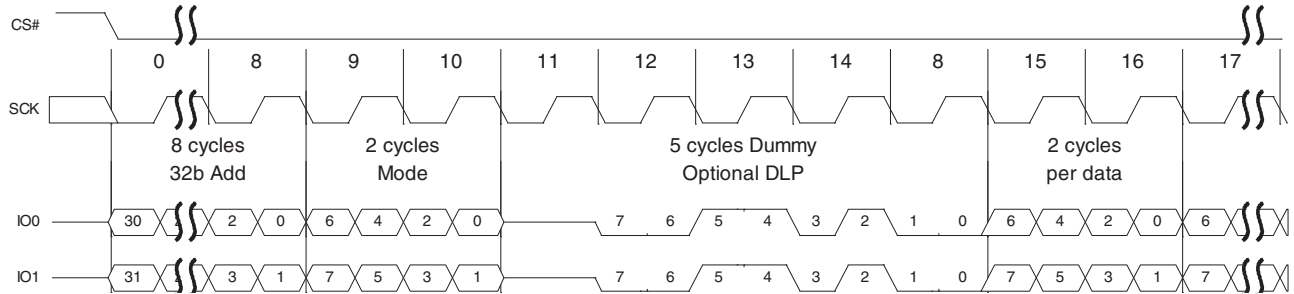 CS#
0 8 9 10 11 12 13 14 8 15 16 17
SCK
8 cycles 2 cycles 5 cycles Dummy 2 cycles
32b Add Mode Optional DLP per data
IO0 30 2 0 6 4 2 0 7 6 5 4 3 2 1 0 6 4 2 0 6
IO1 31 3 1 7 5 3 1 7 6 5 4 3 2 1 0 7 5 3 1 7